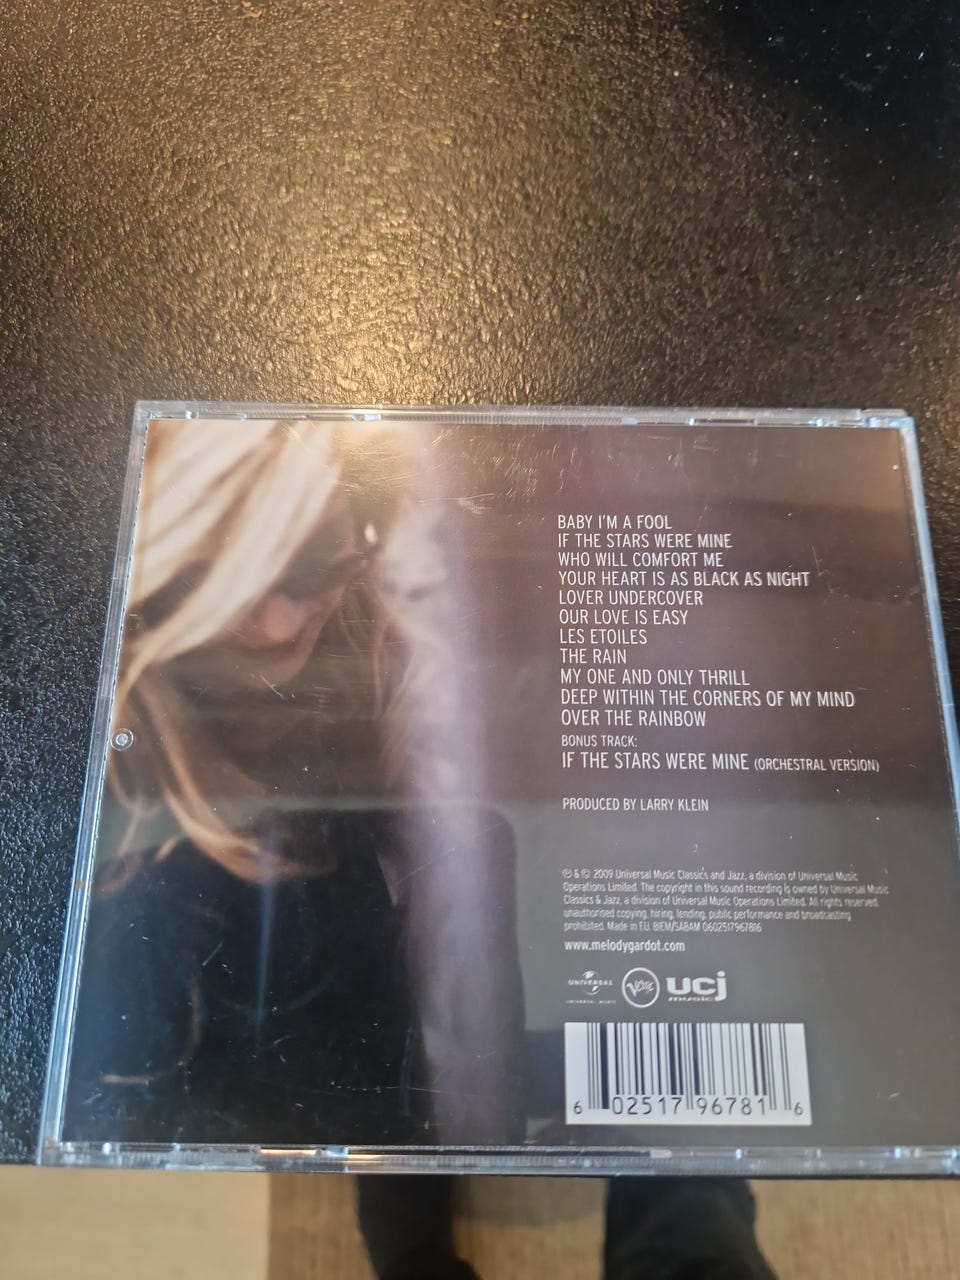 BABY I'M A FOOL
IF THE STARS WERE MINE
WHO WILL COMFORT ME
YOUR HEART IS AS BLACK AS NIGHT
LOVER UNDERCOVER
OUR LOVE IS EASY
LES ETOILES
THE RAIN
MY ONE AND ONLY THRILL
DEEP WITHIN THE CORNERS OF MY MIND
OVER THE RAINBOW
BONUS TRACK:
IF THE STARS WERE MINE (ORCHESTRAL VERSION)
PRODUCED BY LARRY KLEIN
℗ & © 2009 Universal Music Classics and Jazz, a division of Universal Music
Operations Limited. The copyright in this sound recording is owned by Universal Music
Classics & Jazz, a division of Universal Music Operations Limited. All rights reserved.
unauthorised copying, hiring, lending, public performance and broadcasting
prohibited. Made in EU. BIEM/SABAM 0602517967816
www.melodygardot.com
UNIVERSAL
UNIVERSAL MUSIC
Verve
ucj
music
6 02517 96781 6